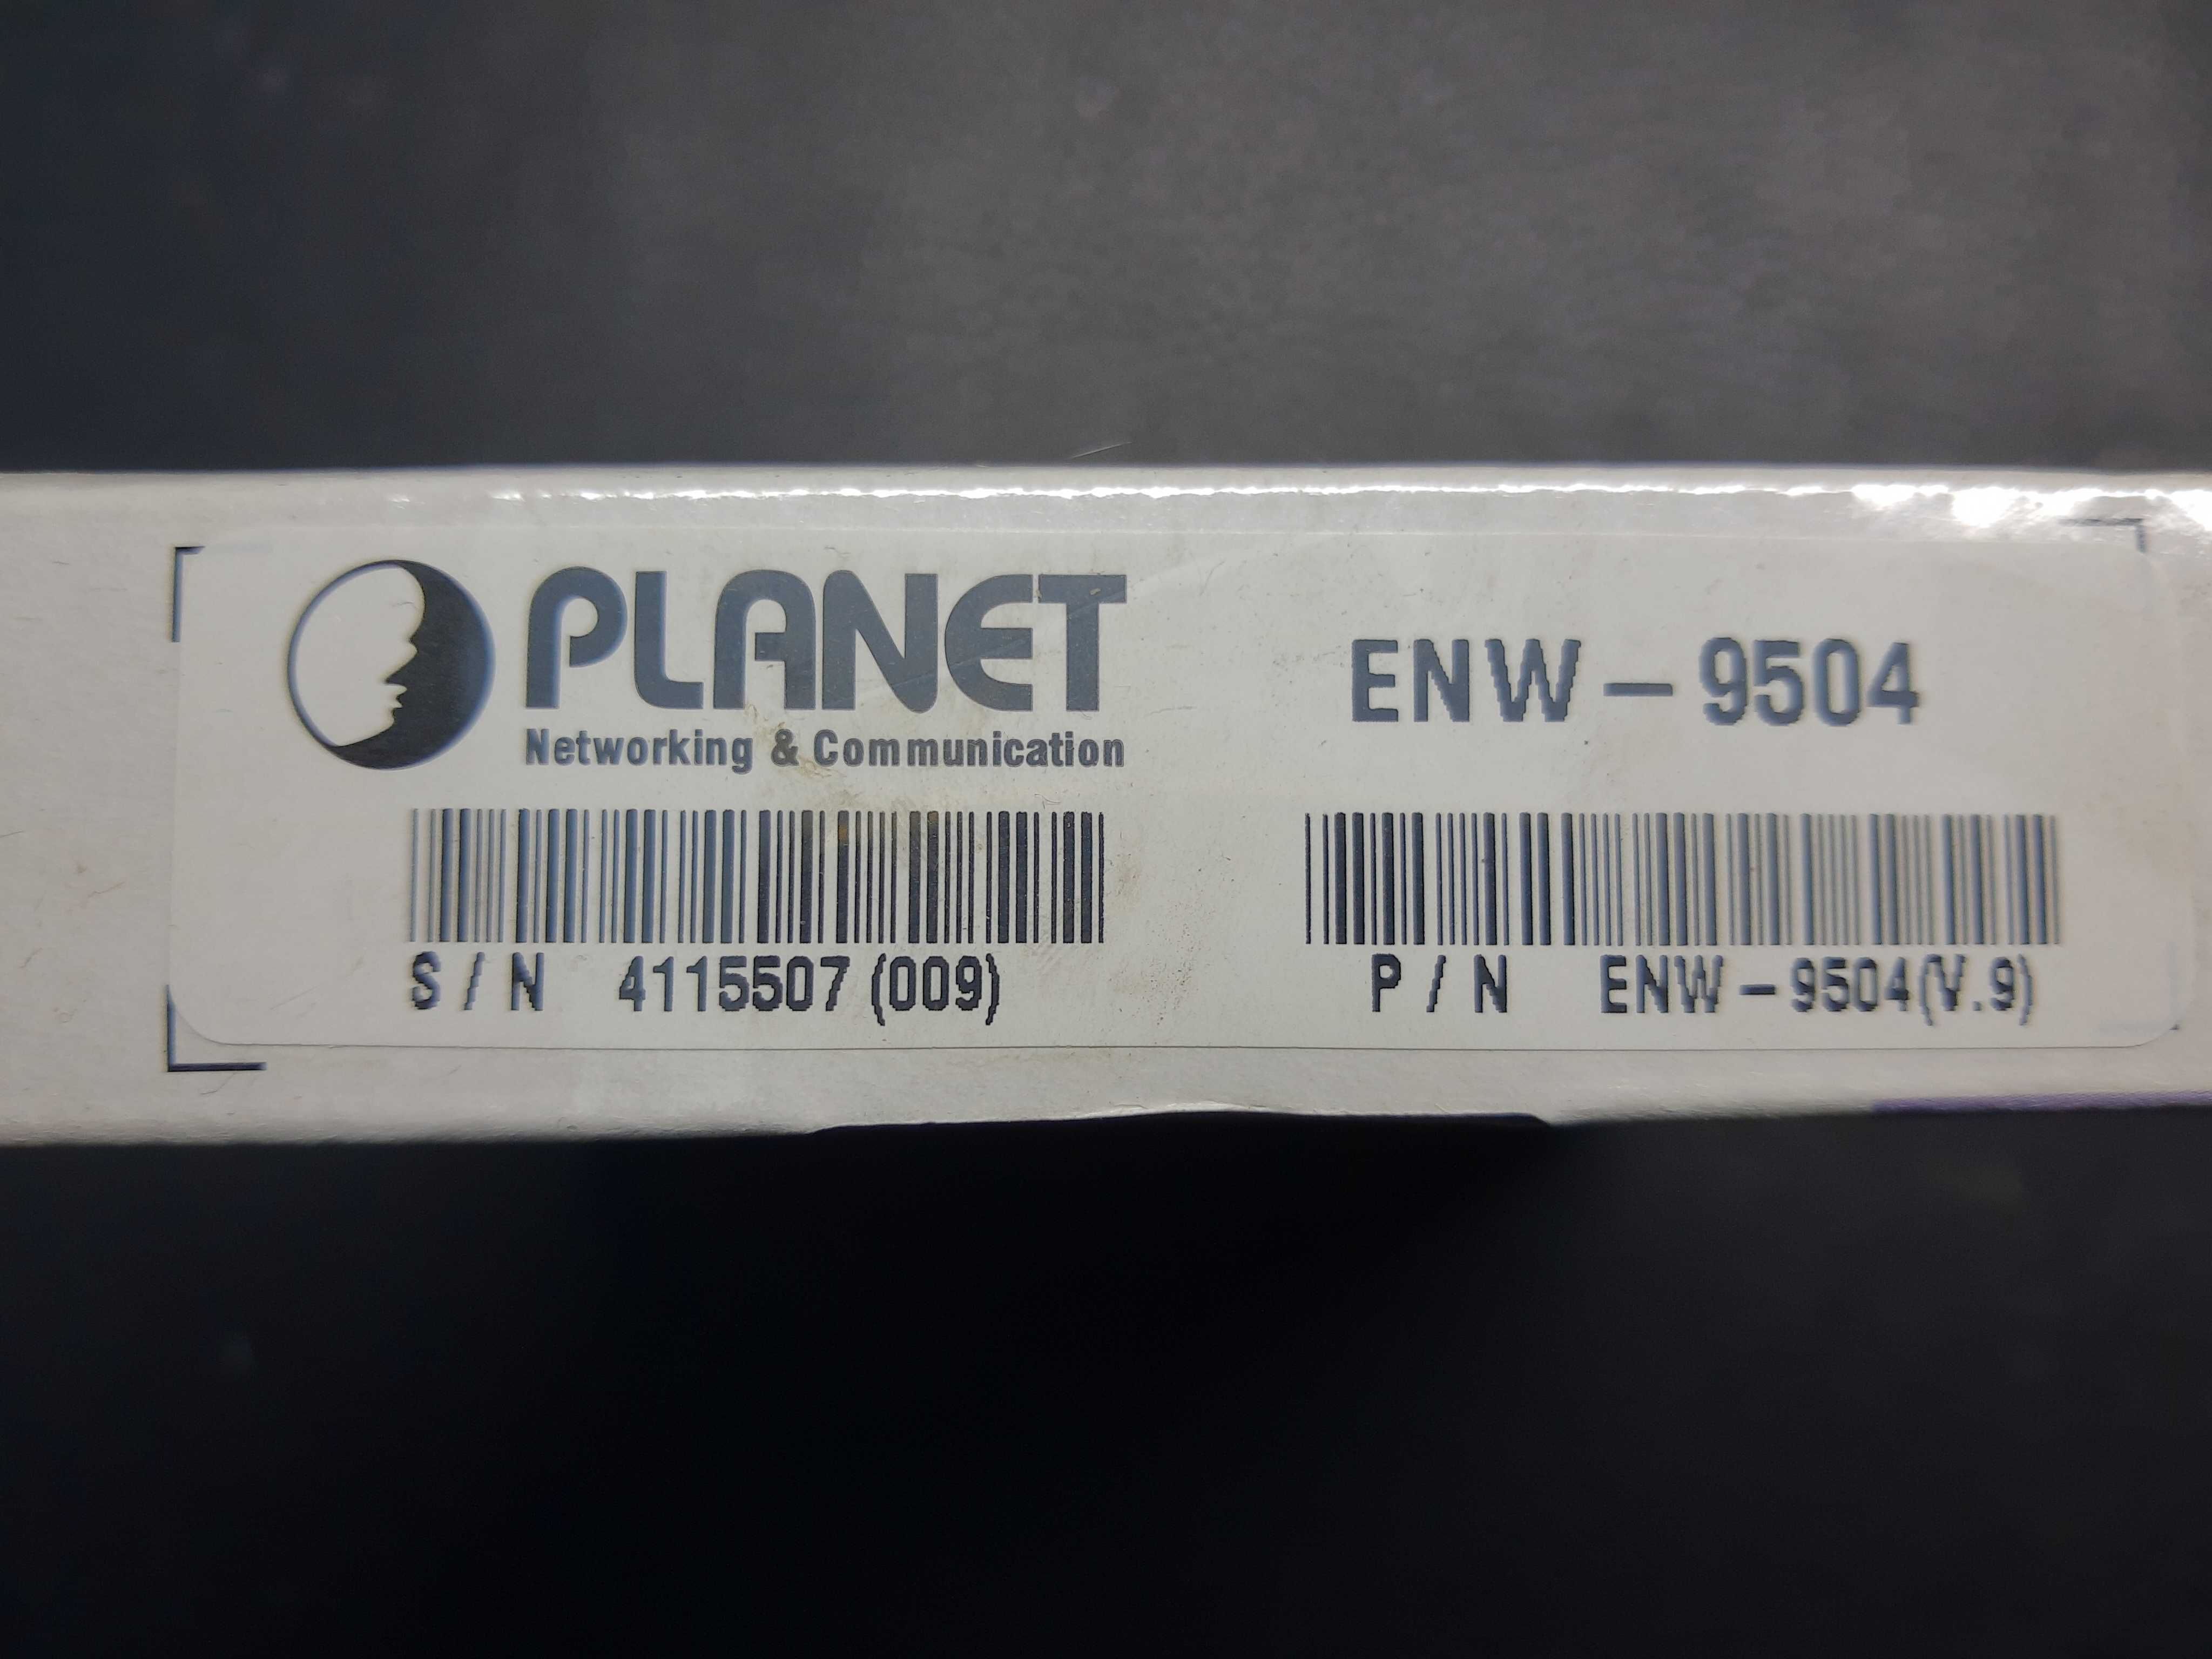 PLANET
Networking & Communication
ENW-9504
S/N 4115507(009)
P/N ENW-9504(V.9)